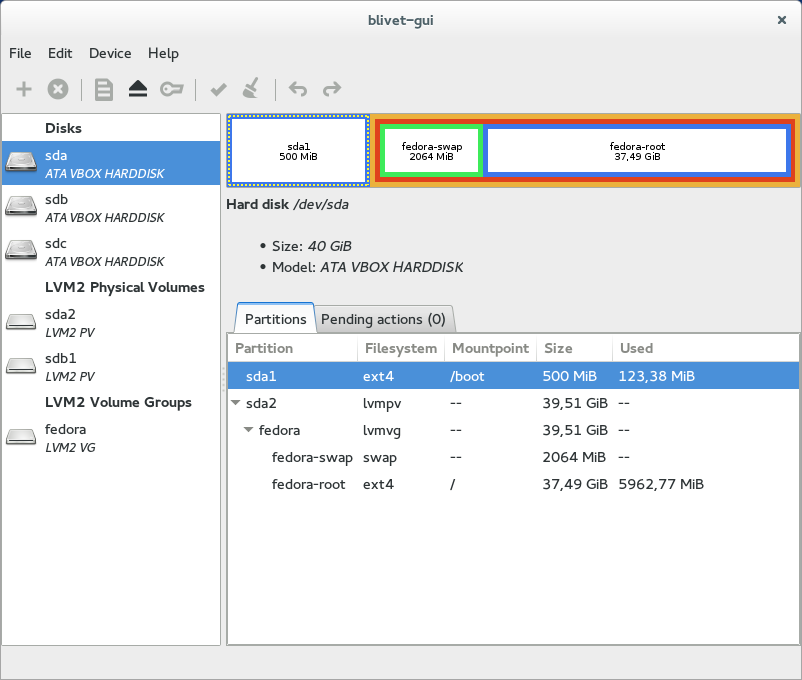 blivet-gui
File Edit Device Help
Disks
sda
ATA VBOX HARDDISK
sdb
ATA VBOX HARDDISK
sdc
ATA VBOX HARDDISK
LVM2 Physical Volumes
sda2
LVM2 PV
sdb1
LVM2 PV
LVM2 Volume Groups
fedora
LVM2 VG
sda1
500 MiB
fedora-swap
2064 MiB
fedora-root
37,49 GiB
Hard disk /dev/sda
• Size: 40 GiB
• Model: ATA VBOX HARDDISK
Partitions Pending actions (0)
Partition Filesystem Mountpoint Size Used
sda1 ext4 /boot 500 MiB 123,38 MiB
sda2 lvmpv -- 39,51 GiB --
fedora lvmvg -- 39,51 GiB --
fedora-swap swap -- 2064 MiB --
fedora-root ext4 / 37,49 GiB 5962,77 MiB